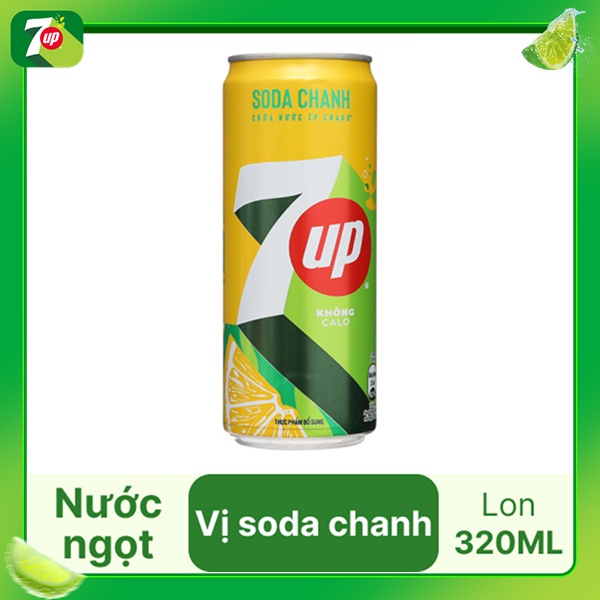 7up
SODA CHANH
CHỨA NƯỚC ÉP CHANH*
7up
KHÔNG
CALO
THỰC PHẨM BỔ SUNG
Nước
ngọt
Vị soda chanh
Lon
320ML